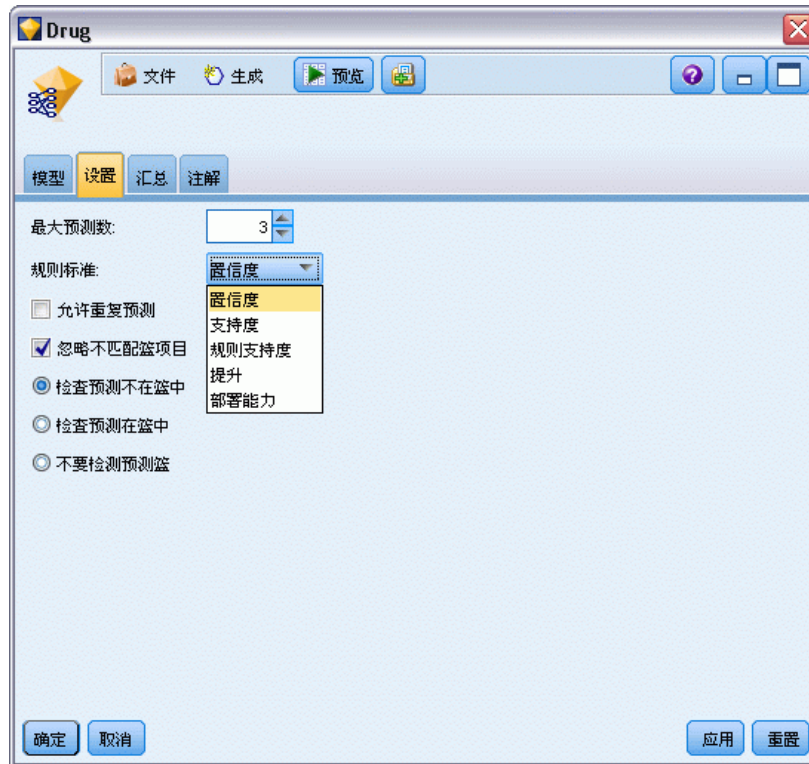 Drug
文件 生成 预览
模型 设置 汇总 注解
最大预测数: 3
规则标准: 置信度
置信度
支持度
规则支持度
提升
部署能力
允许重复预测
忽略不匹配篮项目
检查预测不在篮中
检查预测在篮中
不要检测预测篮
确定 取消 应用 重置